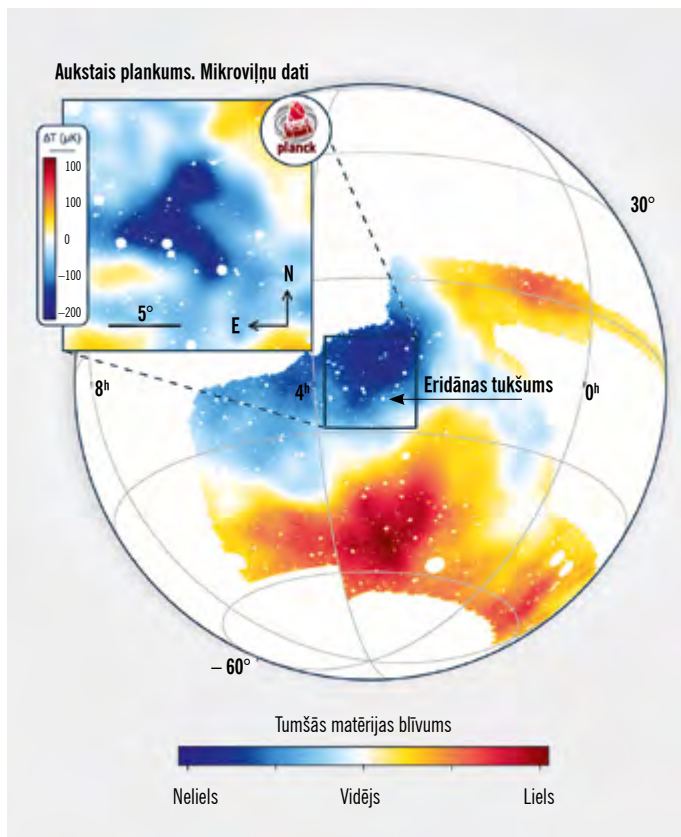 Aukstais plankums. Mikroviļņu dati
planck
ΔT (μK)
100
100
0
–100
–200
5°
N
E
30°
8ʰ
4ʰ
Eridānas tukšums
0ʰ
– 60°
Tumšās matērijas blīvums
Neliels
Vidējs
Liels